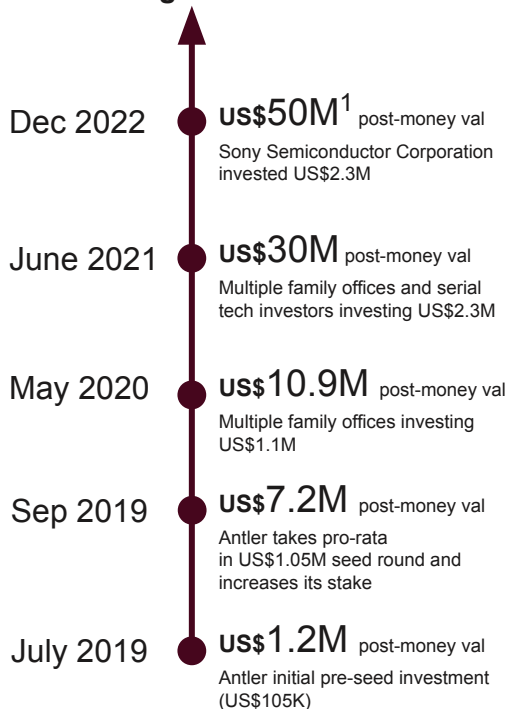 Dec 2022
US$50M¹ post-money val
Sony Semiconductor Corporation
invested US$2.3M
June 2021
US$30M post-money val
Multiple family offices and serial
tech investors investing US$2.3M
May 2020
US$10.9M post-money val
Multiple family offices investing
US$1.1M
Sep 2019
US$7.2M post-money val
Antler takes pro-rata
in US$1.05M seed round and
increases its stake
July 2019
US$1.2M post-money val
Antler initial pre-seed investment
(US$105K)